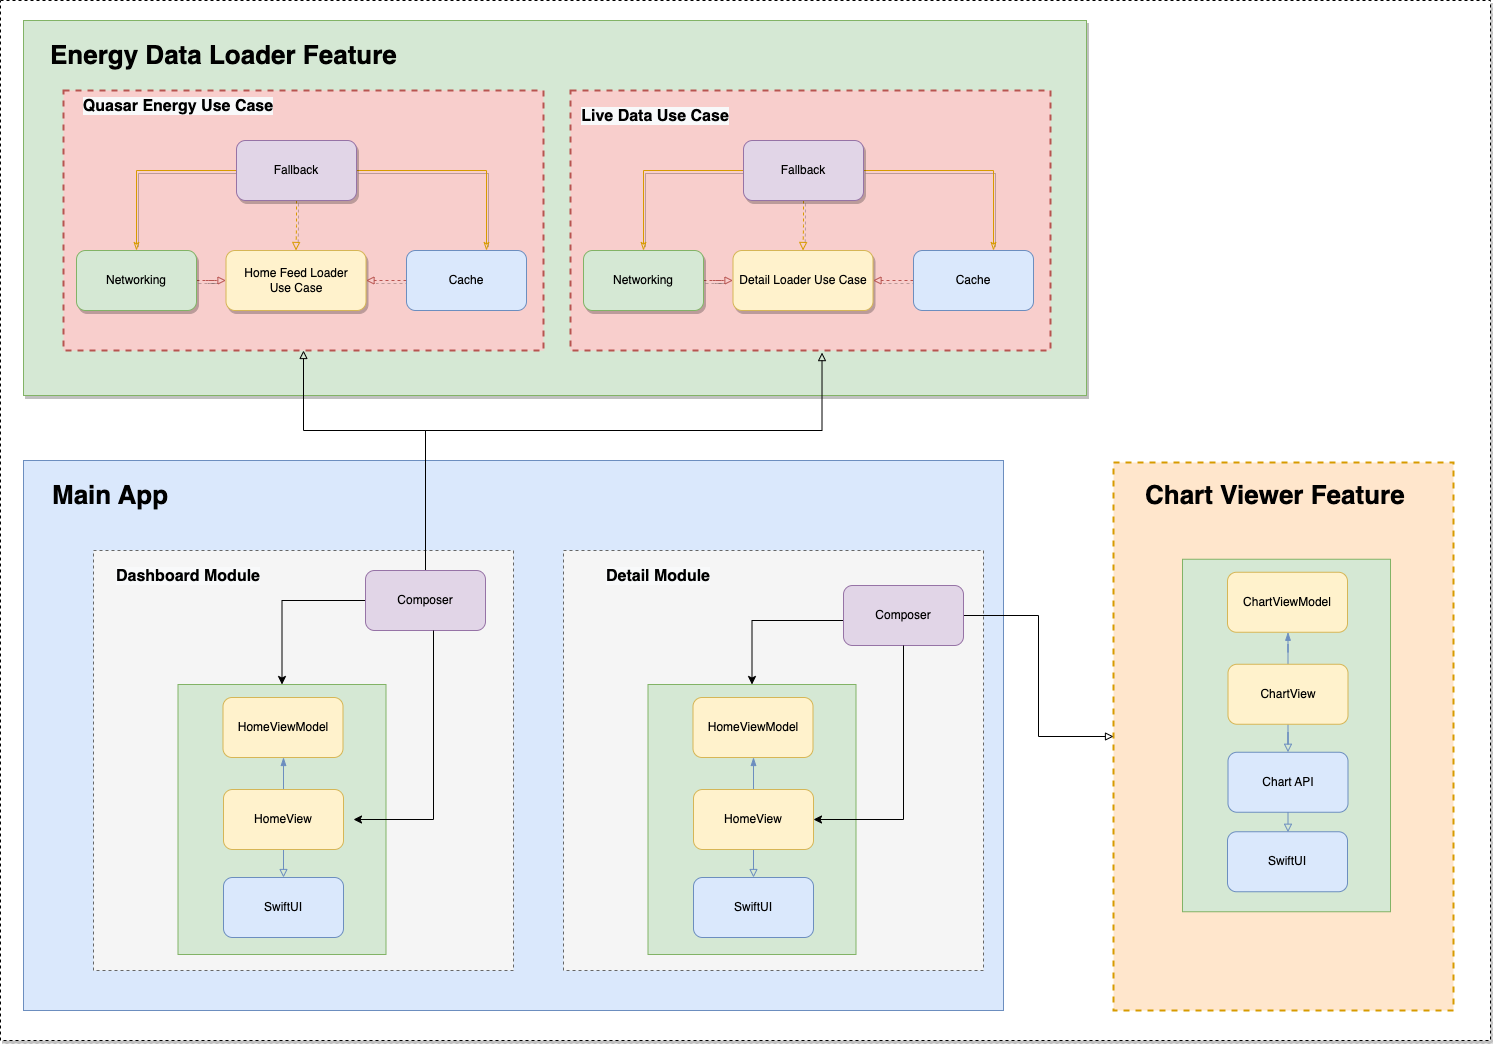 Energy Data Loader Feature
Quasar Energy Use Case
Fallback
Networking
Home Feed Loader
Use Case
Cache
Live Data Use Case
Fallback
Networking
Detail Loader Use Case
Cache
Main App
Dashboard Module
Composer
HomeViewModel
HomeView
SwiftUI
Detail Module
Composer
HomeViewModel
HomeView
SwiftUI
Chart Viewer Feature
ChartViewModel
ChartView
Chart API
SwiftUI